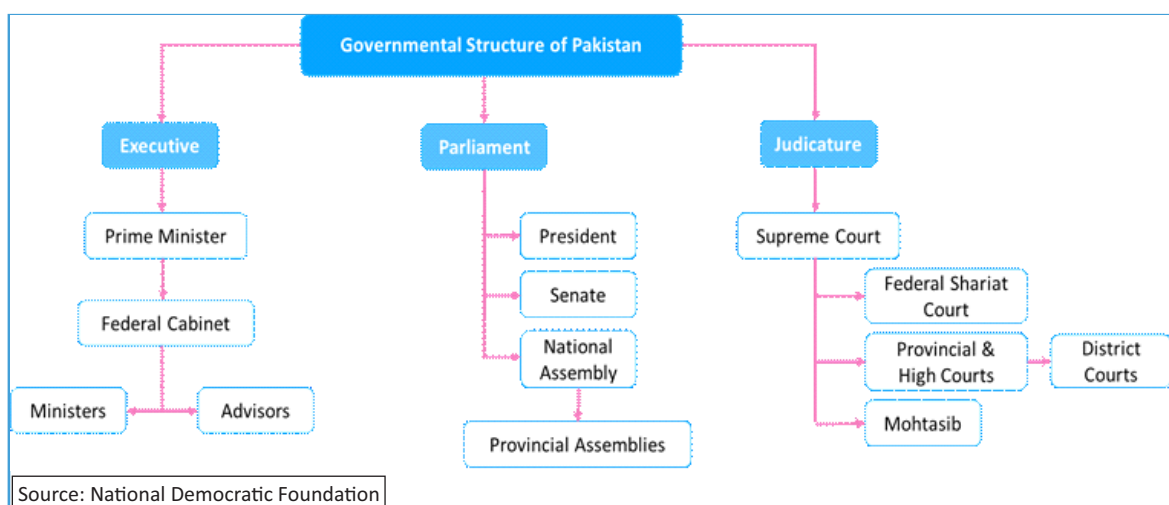 Governmental Structure of Pakistan
Executive
Parliament
Judicature
Prime Minister
President
Supreme Court
Senate
Federal Shariat
Court
Federal Cabinet
National
Assembly
Provincial &
High Courts
District
Courts
Ministers
Advisors
Mohtasib
Provincial Assemblies
Source: National Democratic Foundation